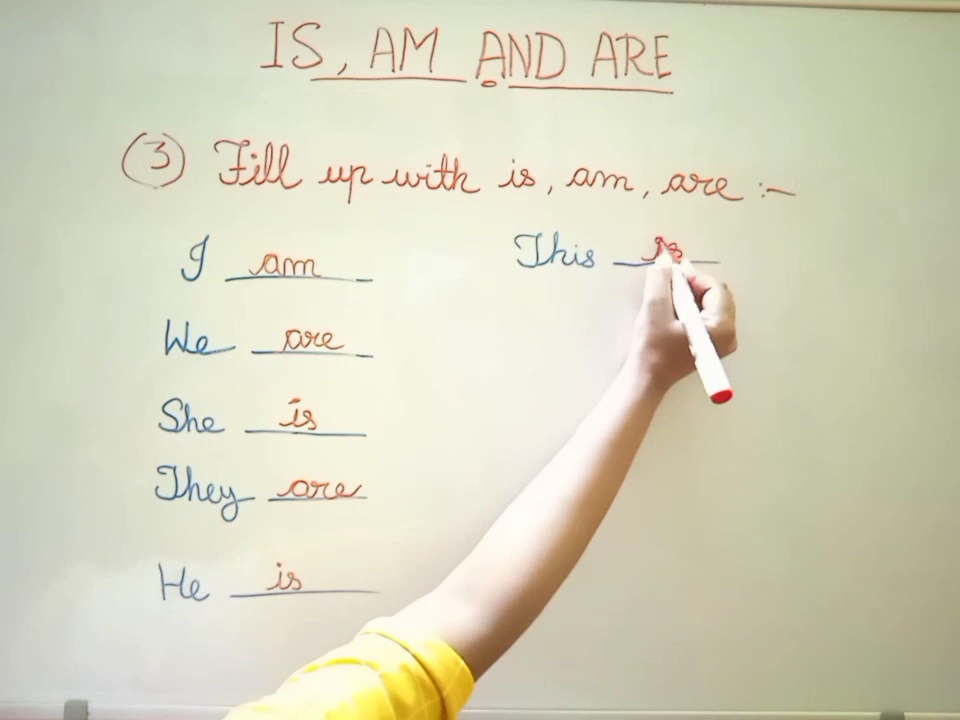 IS, AM AND ARE
(3) Fill up with is, am, are :-
I am
We are
She is
They are
He is
This is